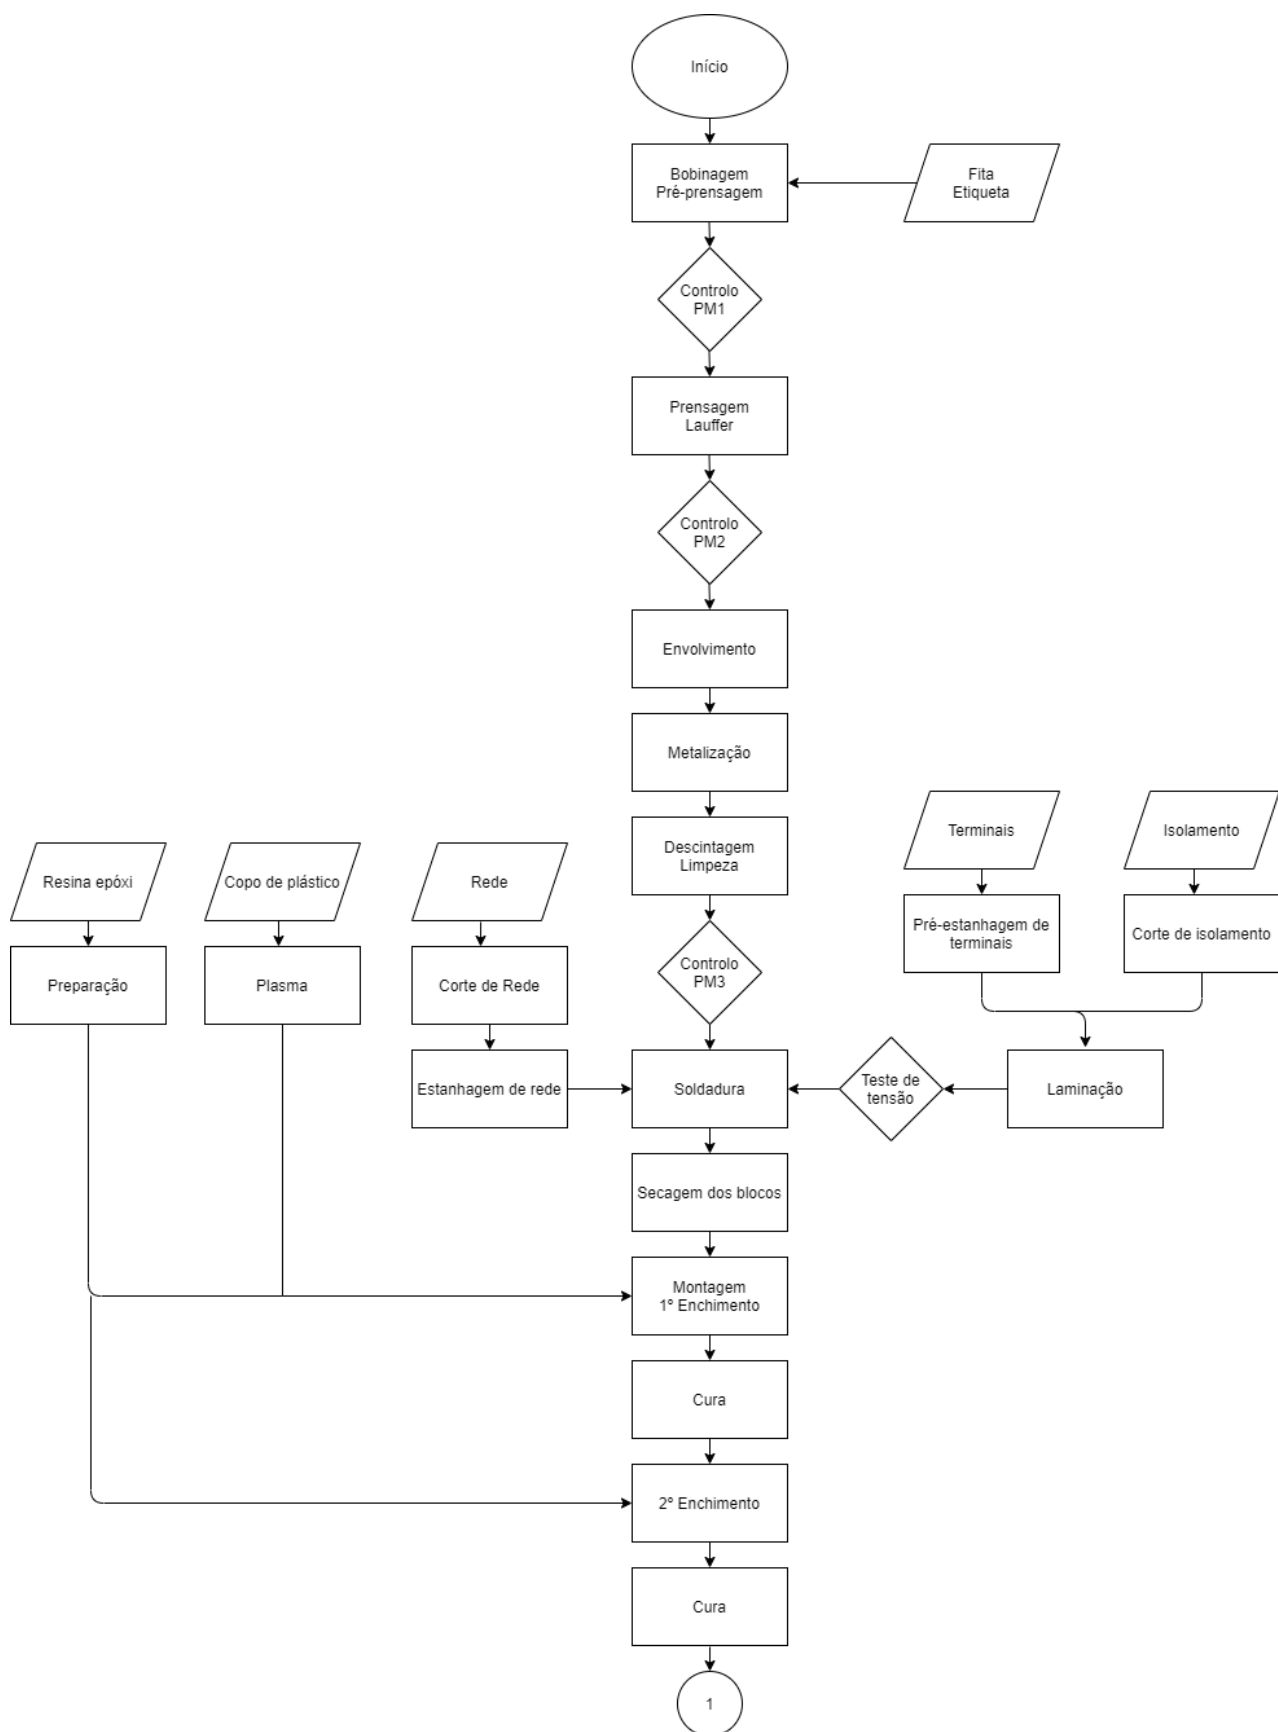 Início
Bobinagem
Pré-prensagem
Fita
Etiqueta
Controlo
PM1
Prensagem
Lauffer
Controlo
PM2
Envolvimento
Metalização
Descintagem
Limpeza
Terminais
Isolamento
Resina epóxi
Copo de plástico
Rede
Pré-estanhagem de
terminais
Corte de isolamento
Preparação
Plasma
Corte de Rede
Controlo
PM3
Estanhagem de rede
Soldadura
Teste de
tensão
Laminação
Secagem dos blocos
Montagem
1º Enchimento
Cura
2º Enchimento
Cura
1